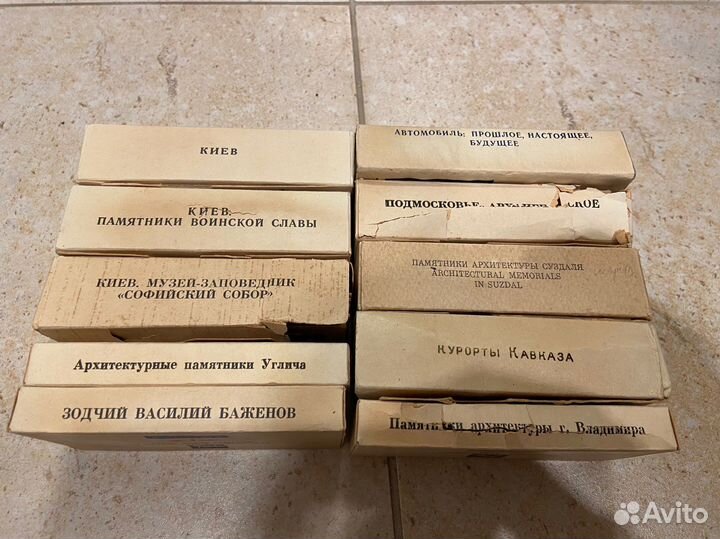 КИЕВ
КИЕВ.
ПАМЯТНИКИ ВОИНСКОЙ СЛАВЫ
КИЕВ. МУЗЕЙ-ЗАПОВЕДНИК
«СОФИЙСКИЙ СОБОР»
Архитектурные памятники Углича
ЗОДЧИЙ ВАСИЛИЙ БАЖЕНОВ
АВТОМОБИЛЬ: ПРОШЛОЕ, НАСТОЯЩЕЕ,
БУДУЩЕЕ
ПОДМОСКОВЬЕ
ПАМЯТНИКИ АРХИТЕКТУРЫ СУЗДАЛЯ
ARCHITECTURAL MEMORIALS
IN SUZDAL
КУРОРТЫ КАВКАЗА
Памятники архитектуры г. Владимира
Avito